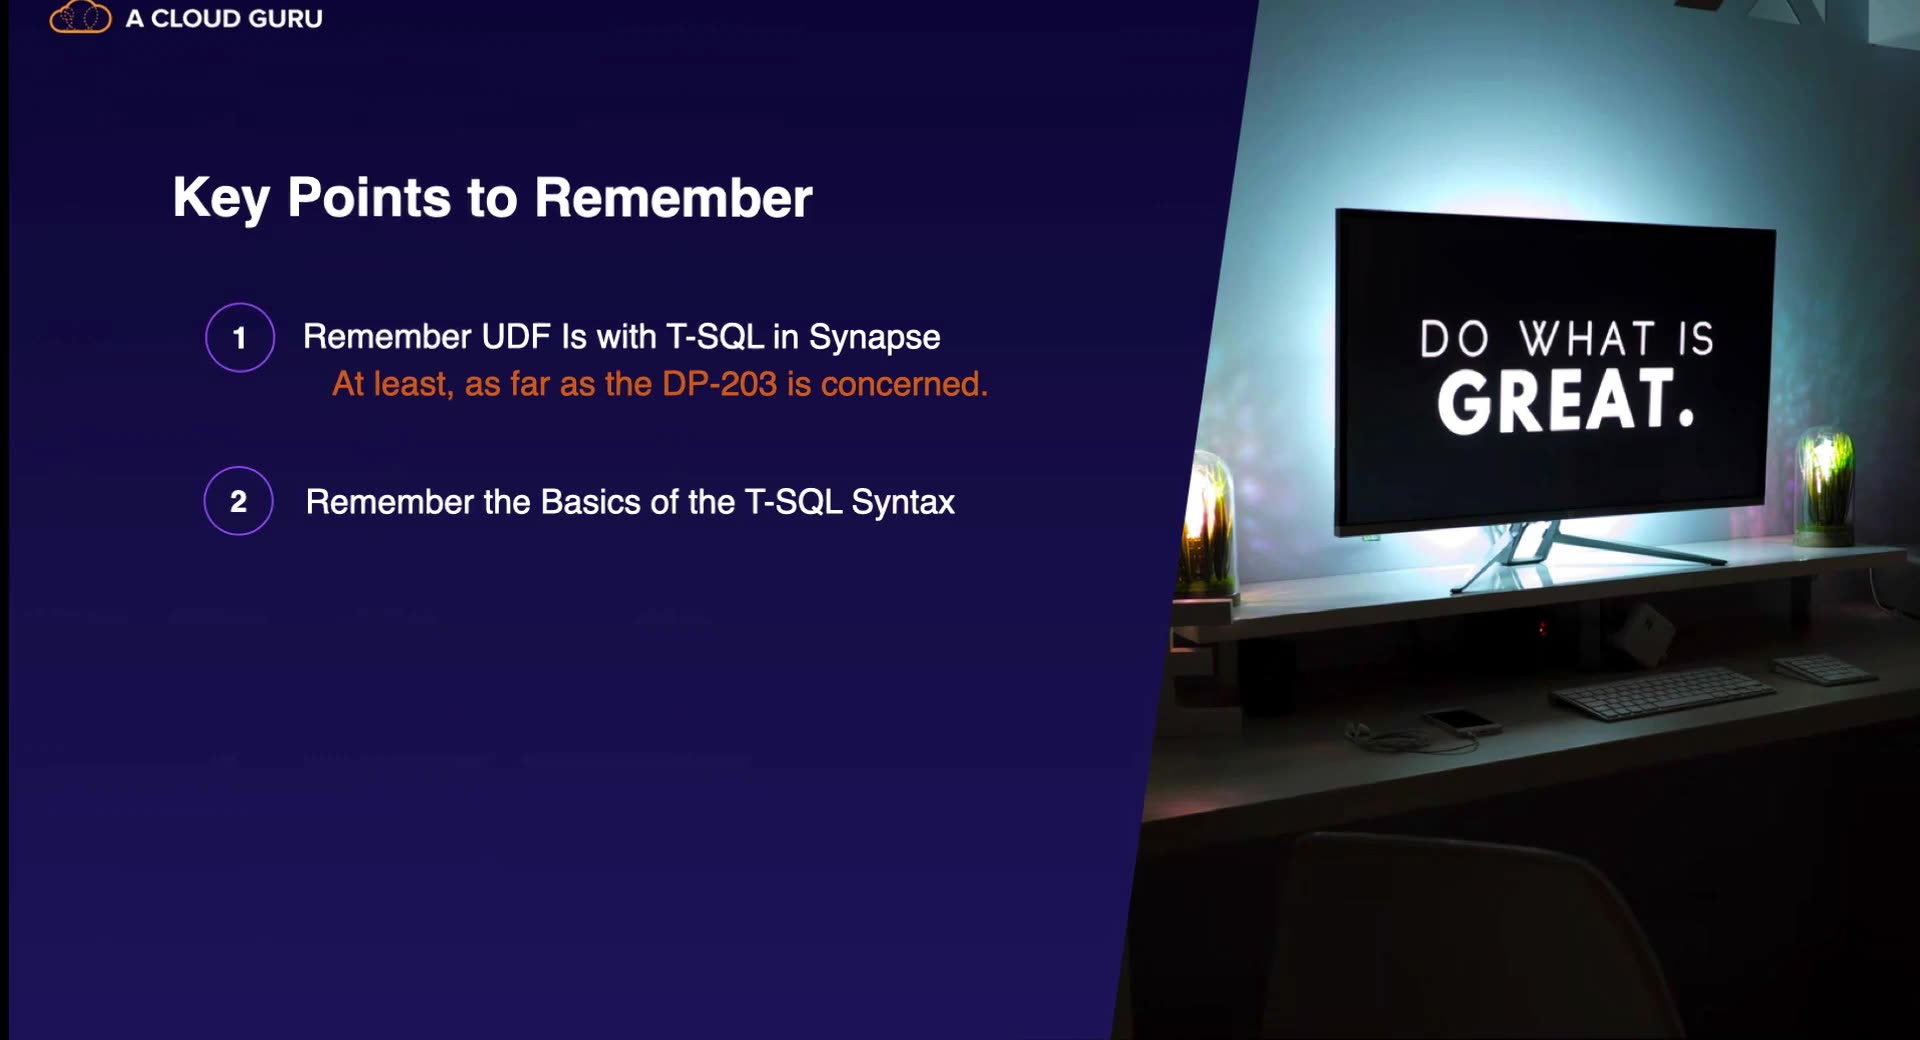 A CLOUD GURU
Key Points to Remember
1 Remember UDF Is with T-SQL in Synapse
At least, as far as the DP-203 is concerned.
2 Remember the Basics of the T-SQL Syntax
DO WHAT IS
GREAT.